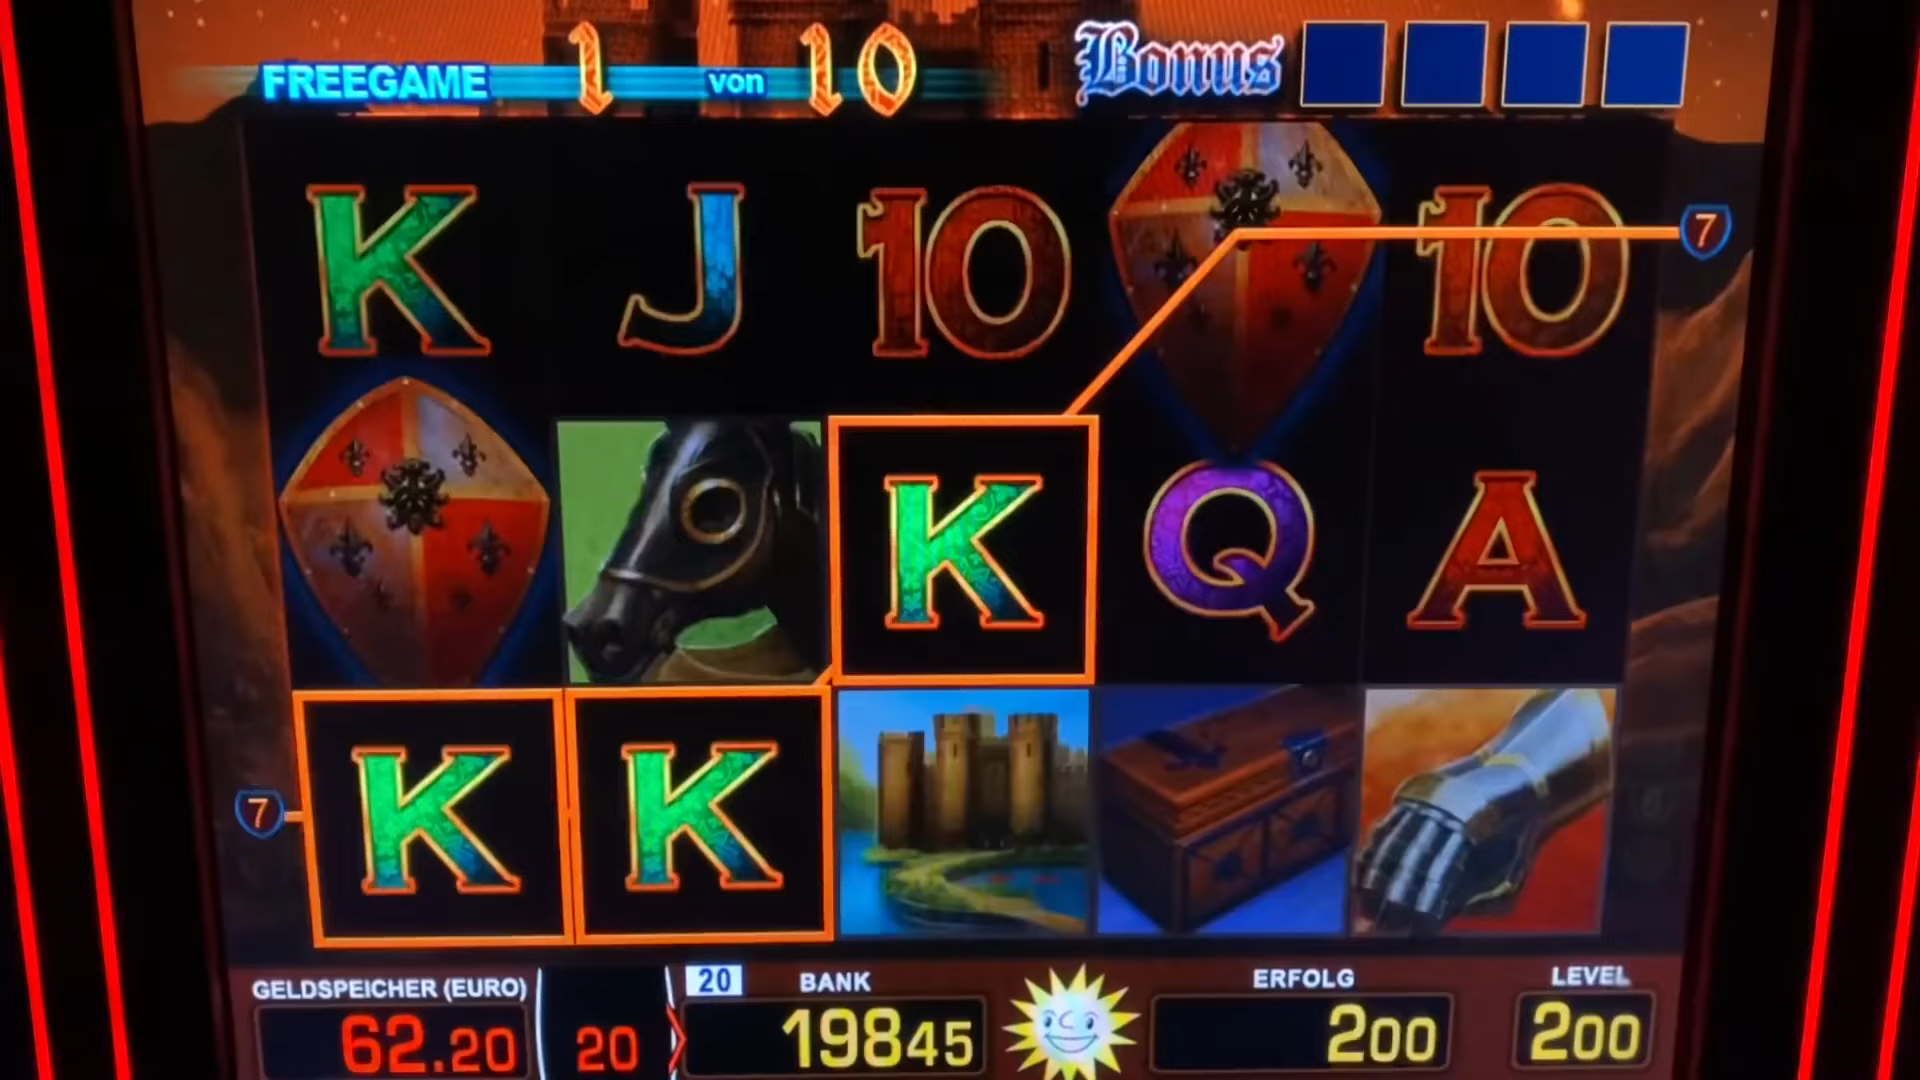 FREEGAME 1 von 10 Bonus
K J 10 10
7
K Q A
7 K K
GELDSPEICHER (EURO) 20 BANK ERFOLG LEVEL
62.20 20 19845 200 200